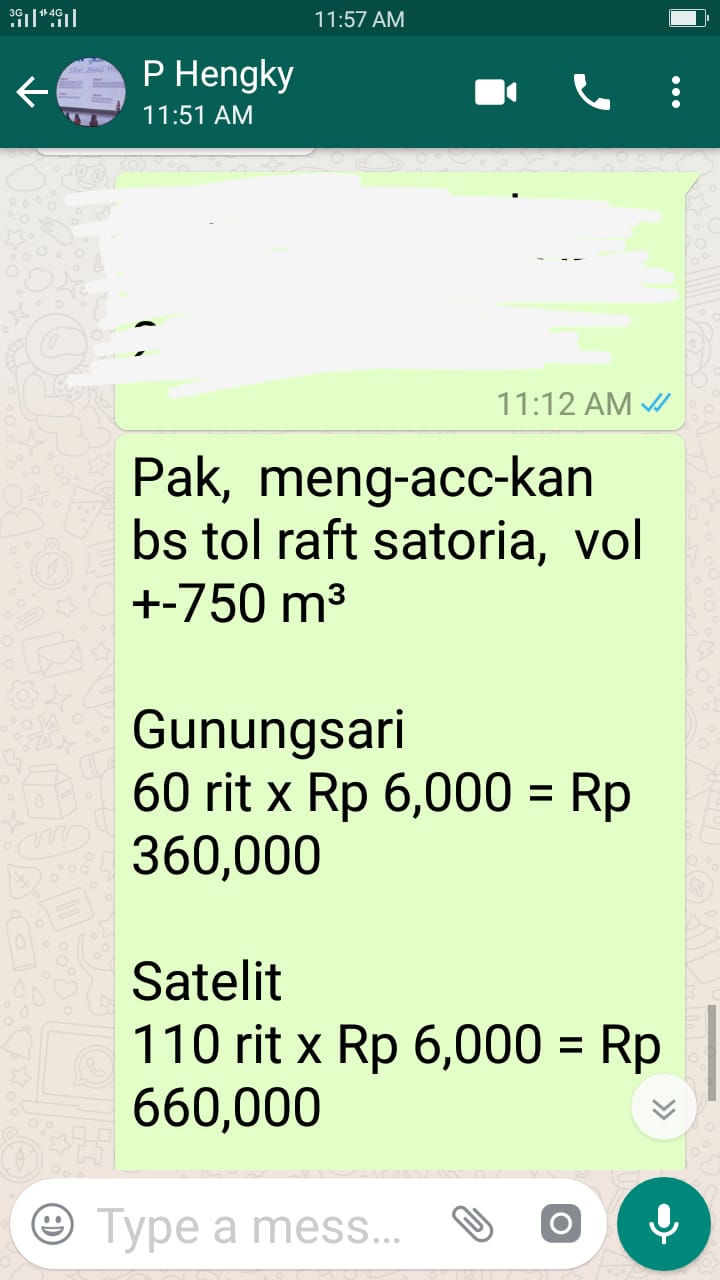 3G 4G 11:57 AM
P Hengky
11:51 AM
11:12 AM
Pak, meng-acc-kan
bs tol raft satoria, vol
+-750 m³
Gunungsari
60 rit x Rp 6,000 = Rp
360,000
Satelit
110 rit x Rp 6,000 = Rp
660,000
Type a mess...